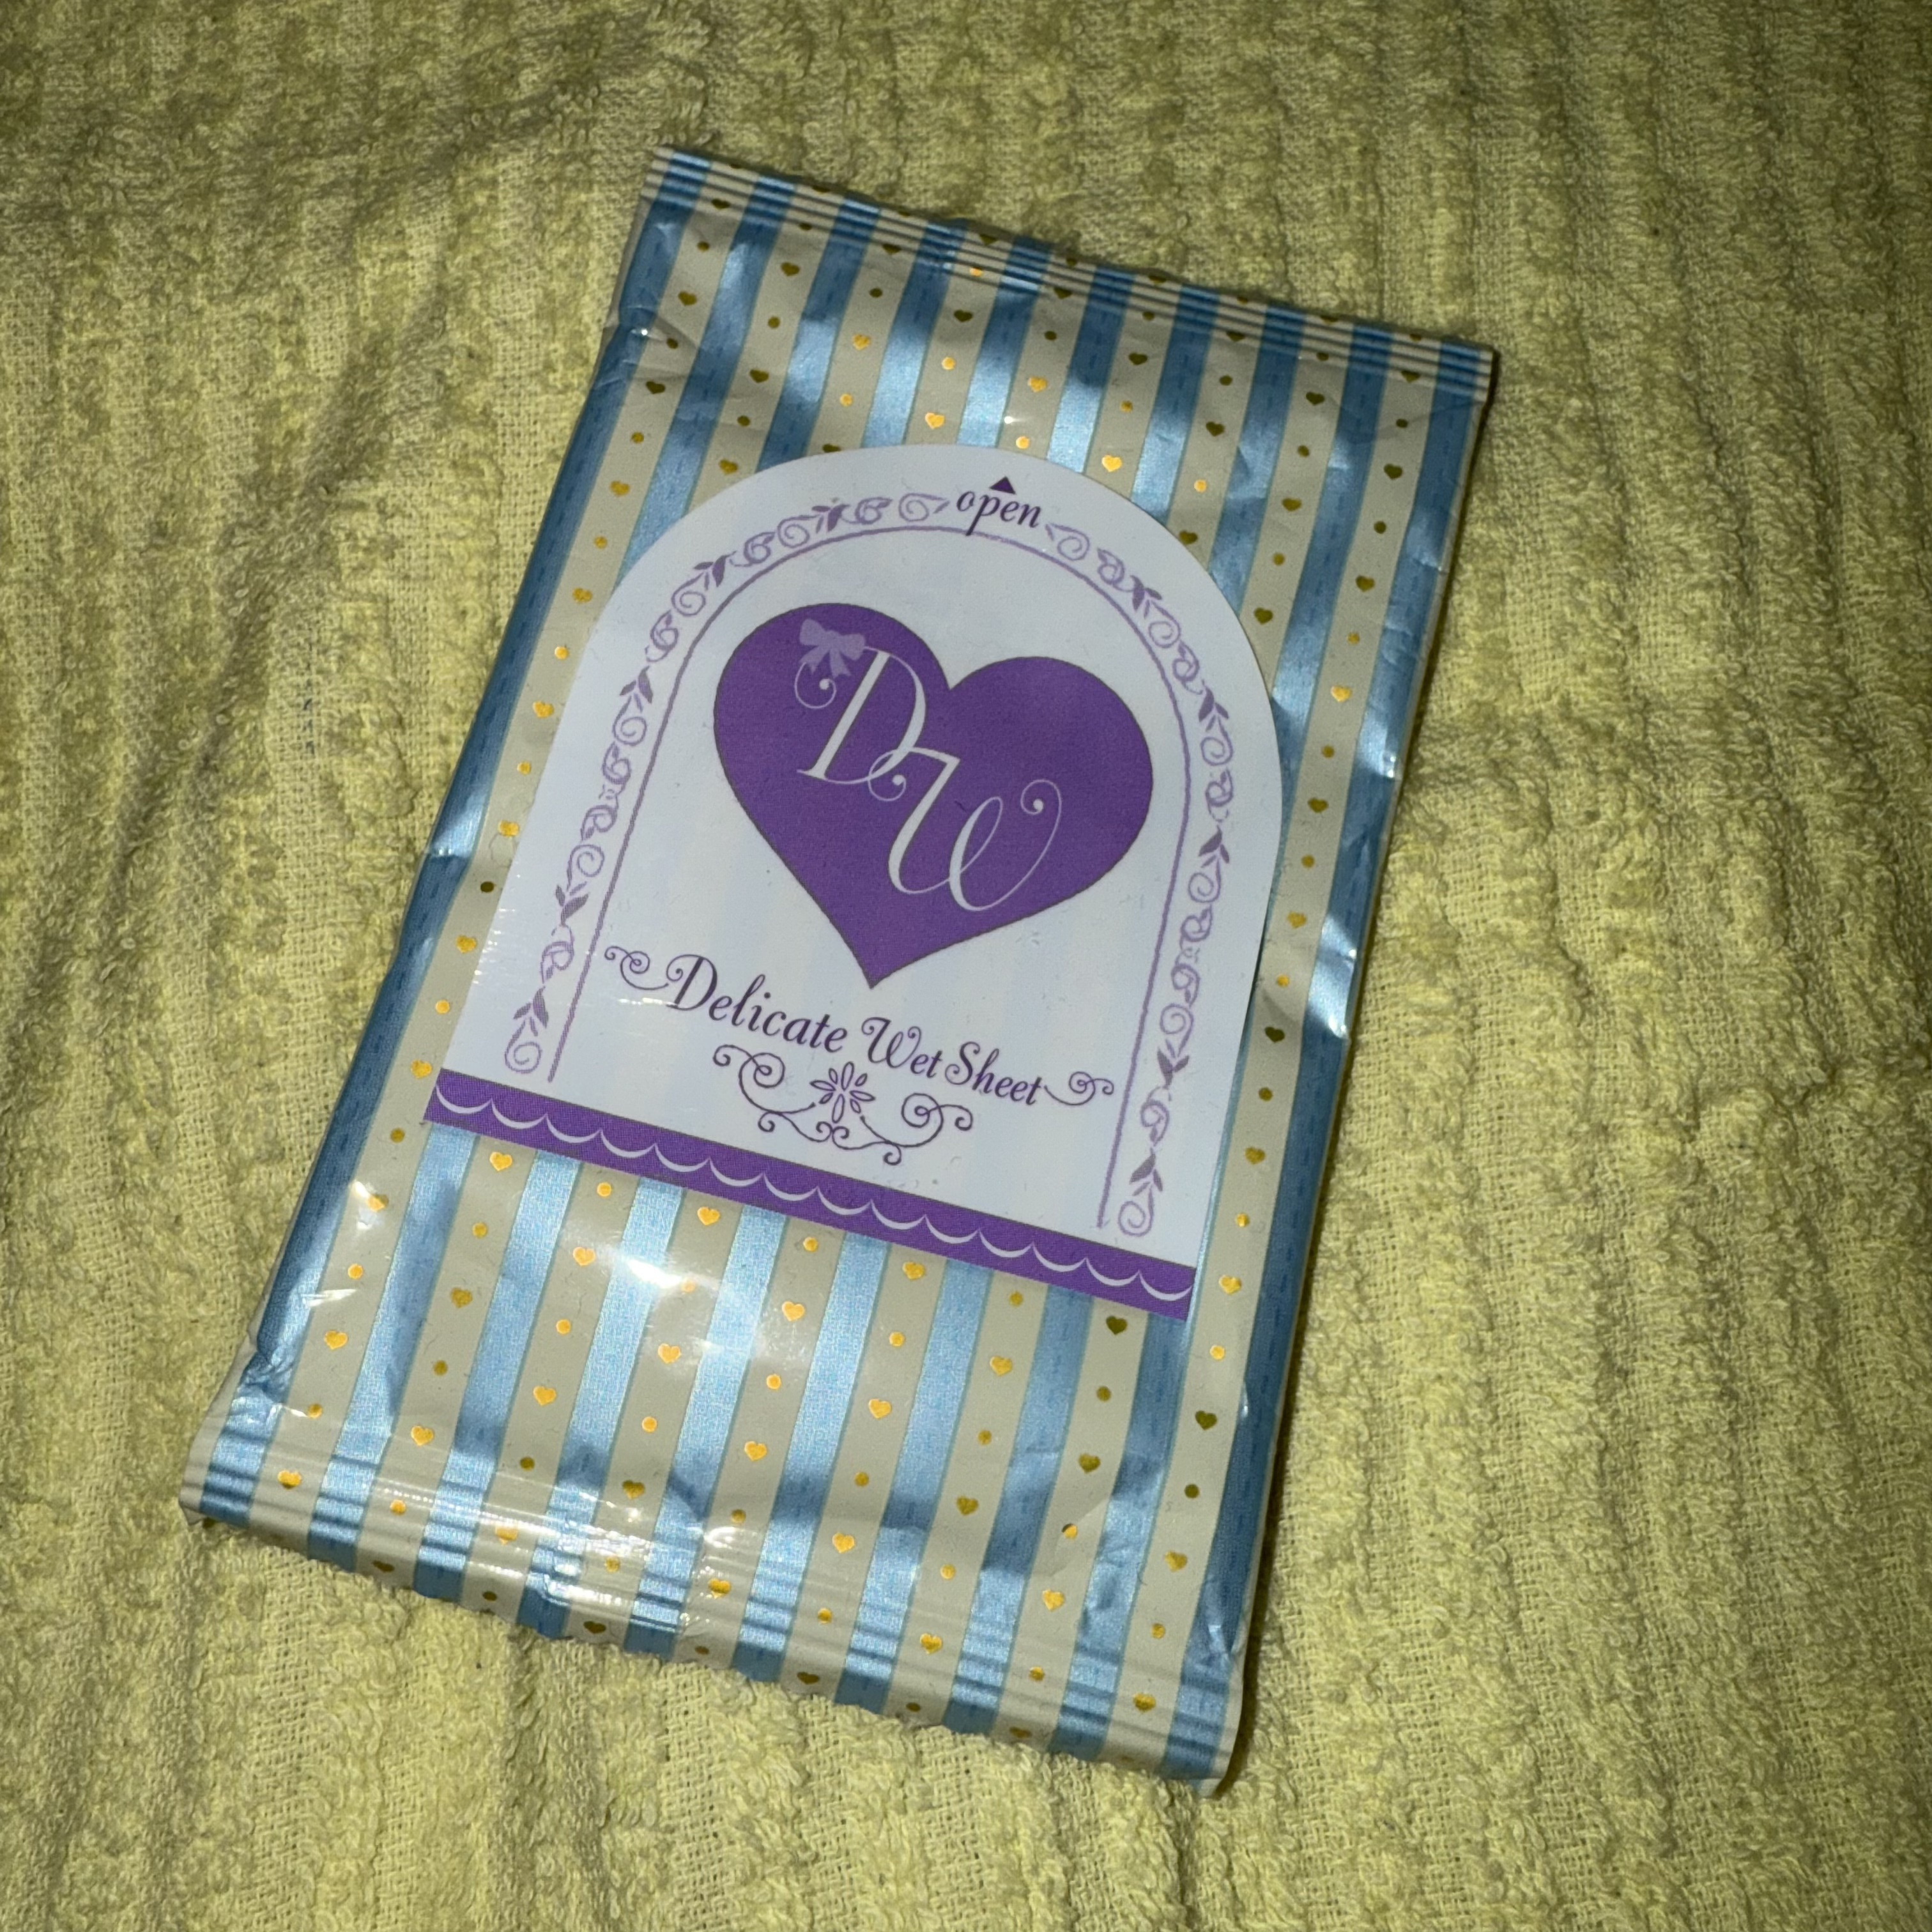 open
DW
Delicate Wet Sheet